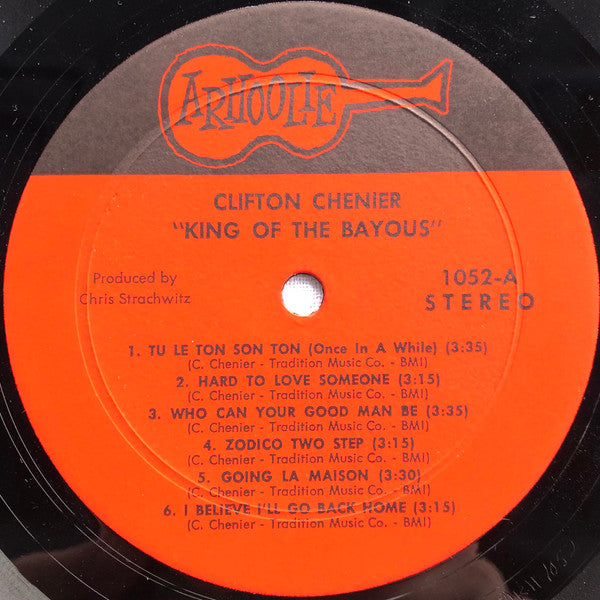 ARHOOLIE
CLIFTON CHENIER
"KING OF THE BAYOUS"
Produced by
Chris Strachwitz
1052-A
STEREO
1. TU LE TON SON TON (Once In A While) (3:35)
(C. Chenier - Tradition Music Co. - BMI)
2. HARD TO LOVE SOMEONE (3:15)
(C. Chenier - Tradition Music Co. - BMI)
3. WHO CAN YOUR GOOD MAN BE (3:35)
(C. Chenier - Tradition Music Co. - BMI)
4. ZODICO TWO STEP (3:15)
(C. Chenier - Tradition Music Co. - BMI)
5. GOING LA MAISON (3:30)
(C. Chenier - Tradition Music Co. - BMI)
6. I BELIEVE I'LL GO BACK HOME (3:15)
(C. Chenier - Tradition Music Co. - BMI)